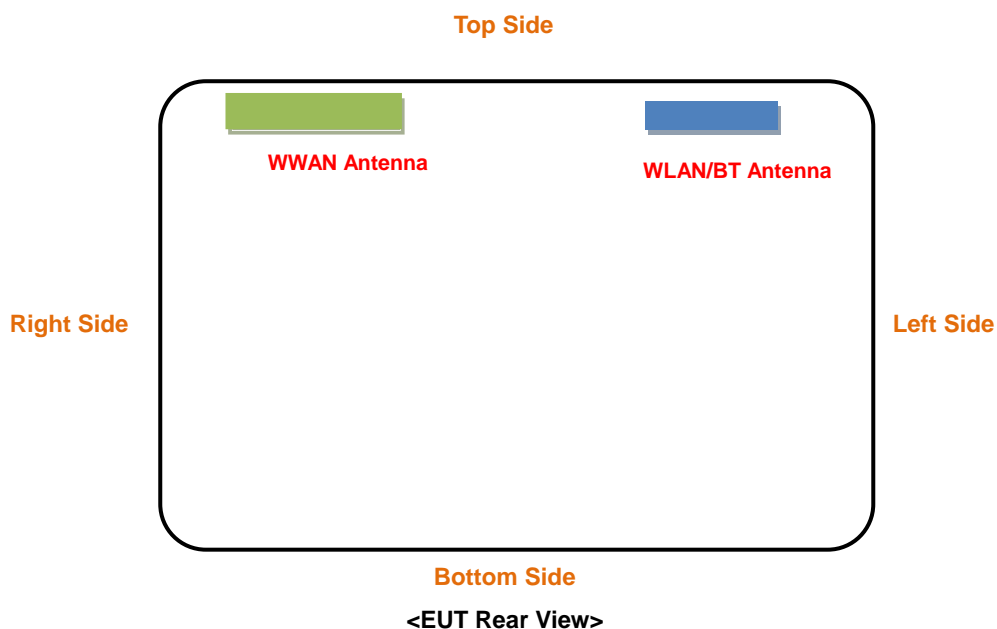 Top Side
WWAN Antenna
WLAN/BT Antenna
Right Side
Left Side
Bottom Side
<EUT Rear View>